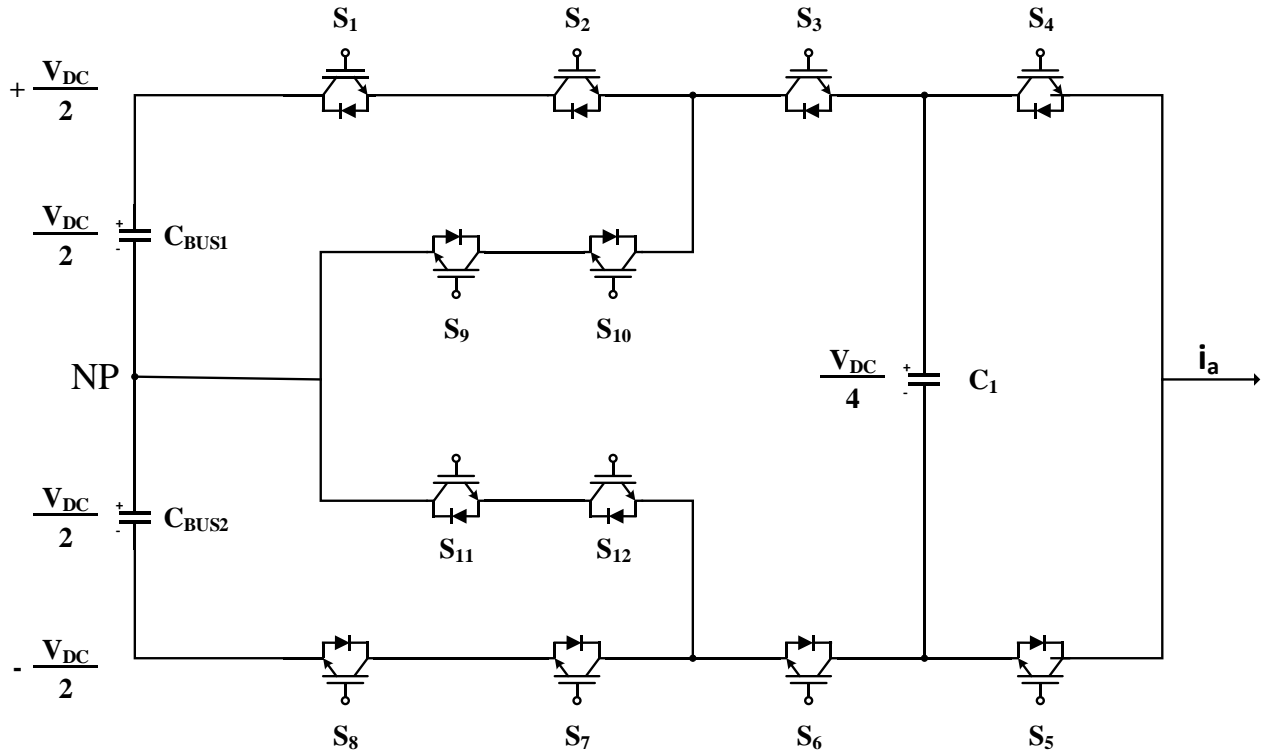 S1
S2
S3
S4
+ VDC
2
VDC
2
+
-
CBUS1
S9
S10
NP
VDC
4
+
-
C1
ia
VDC
2
+
-
CBUS2
S11
S12
- VDC
2
S8
S7
S6
S5